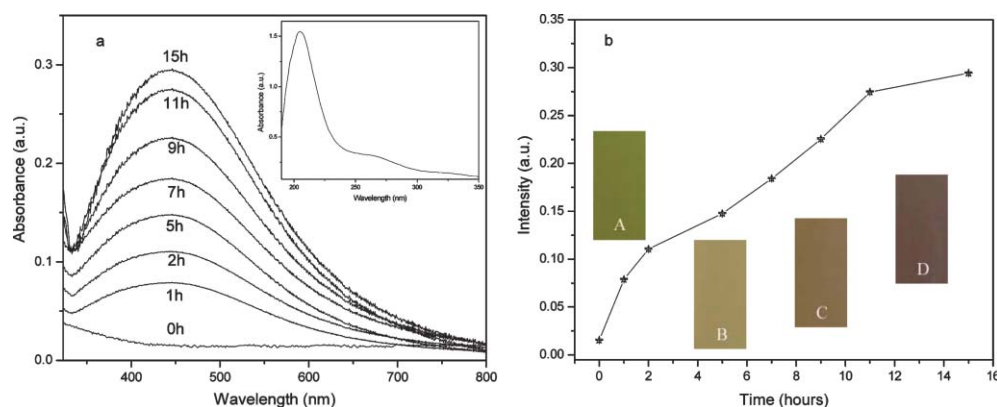 a
Absorbance (a.u.)
0.3
0.2
0.1
0.0
15h
11h
9h
7h
5h
2h
1h
0h
400 500 600 700 800
Wavelength (nm)
Absorbance (a.u.)
1.5
1.0
0.5
200 250 300 350
Wavelength (nm)
b
Intensity (a.u.)
0.35
0.30
0.25
0.20
0.15
0.10
0.05
0.00
A
B
C
D
0 2 4 6 8 10 12 14 16
Time (hours)